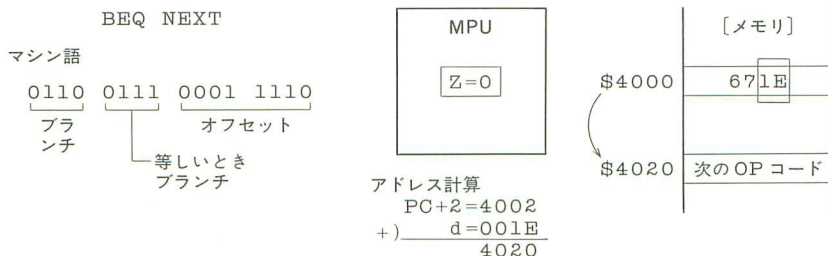 BEQ NEXT
マシン語
0110 0111 0001 1110
ブラ
ンチ
オフセット
等しいとき
ブランチ
MPU
Z=0
アドレス計算
PC+2=4002
+) d=001E
4020
[メモリ]
$4000 671E
$4020 次のOPコード